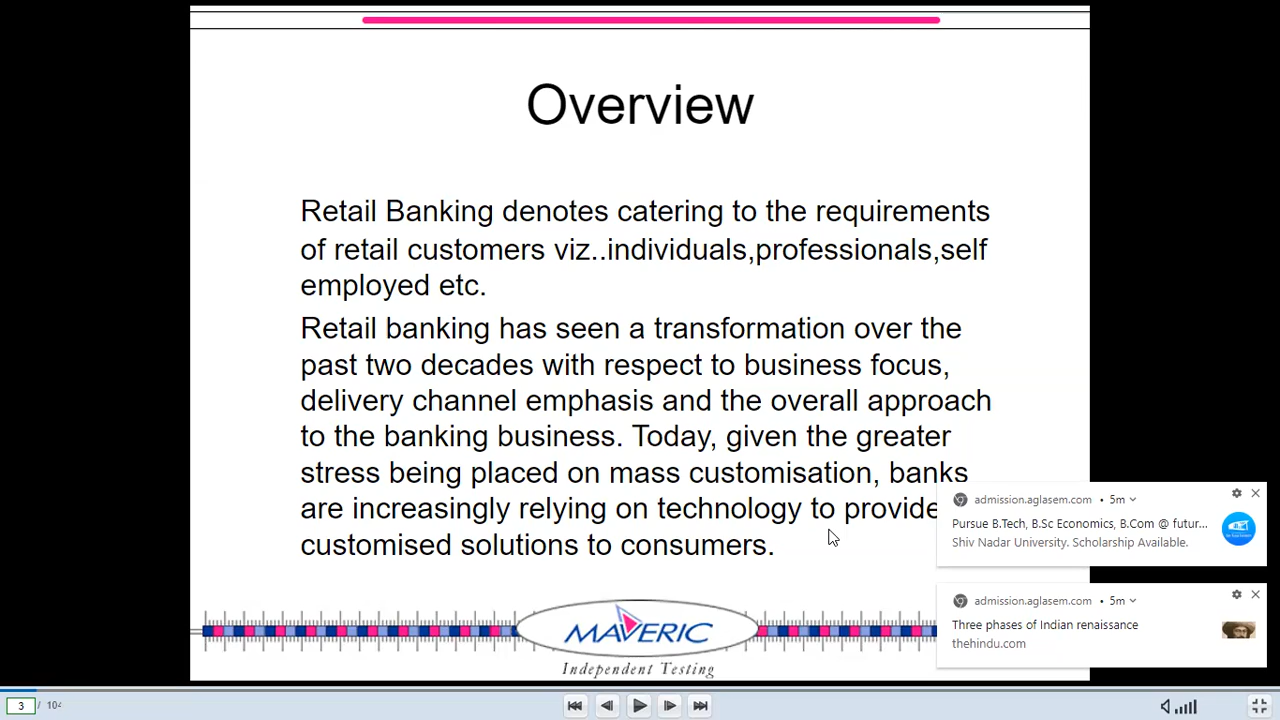 Overview
Retail Banking denotes catering to the requirements
of retail customers viz..individuals,professionals,self
employed etc.
Retail banking has seen a transformation over the
past two decades with respect to business focus,
delivery channel emphasis and the overall approach
to the banking business. Today, given the greater
stress being placed on mass customisation, banks
are increasingly relying on technology to provide
customised solutions to consumers.
MAVERIC
Independent Testing
admission.aglasem.com • 5m
Pursue B.Tech, B.Sc Economics, B.Com @ futur...
Shiv Nadar University. Scholarship Available.
admission.aglasem.com • 5m
Three phases of Indian renaissance
thehindu.com
3 / 104